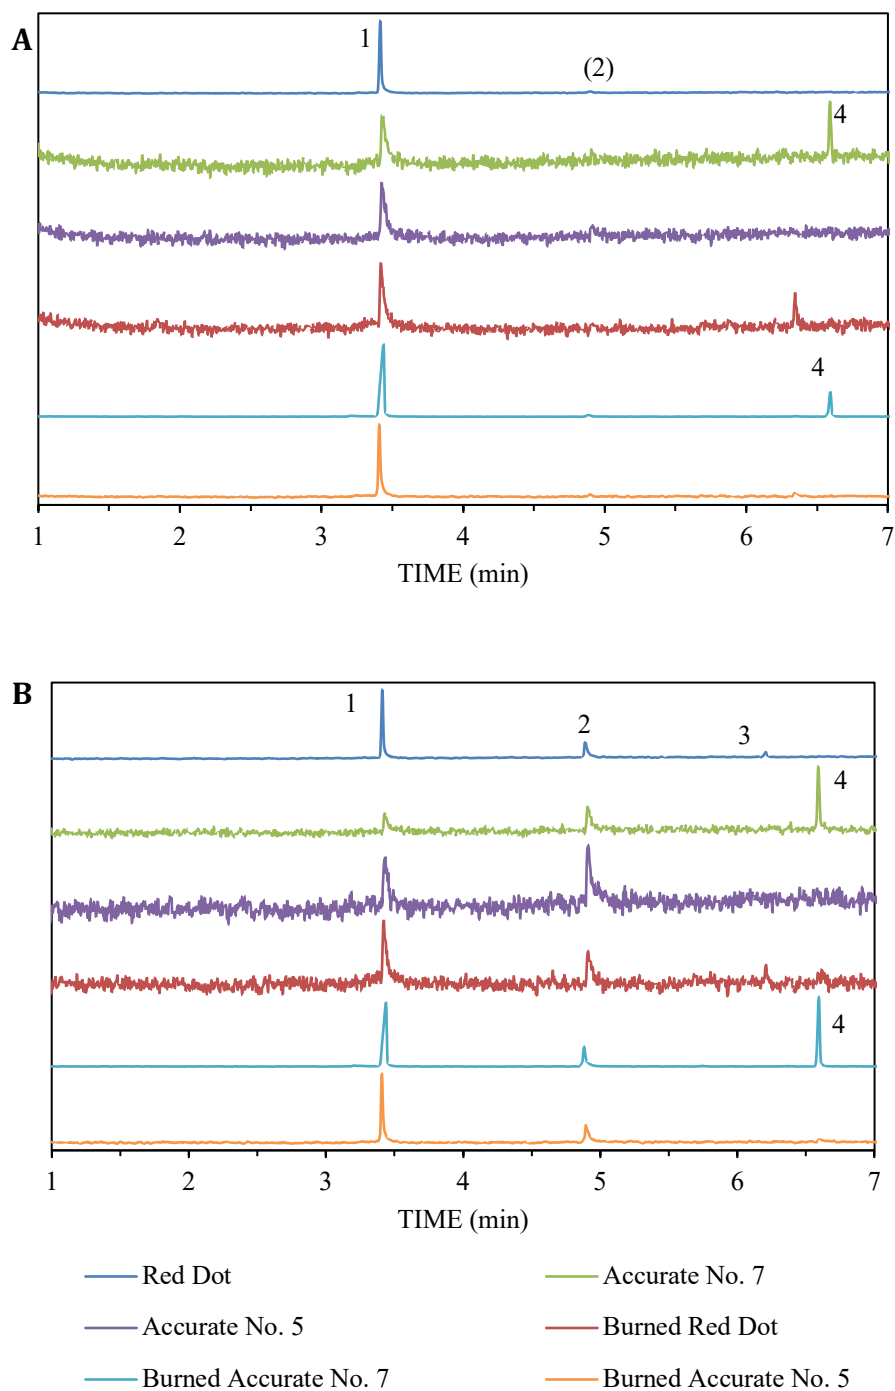 A
1
(2)
4
4
1 2 3 4 5 6 7
TIME (min)
B
1
2
3
4
4
1 2 3 4 5 6 7
TIME (min)
Red Dot
Accurate No. 7
Accurate No. 5
Burned Red Dot
Burned Accurate No. 7
Burned Accurate No. 5